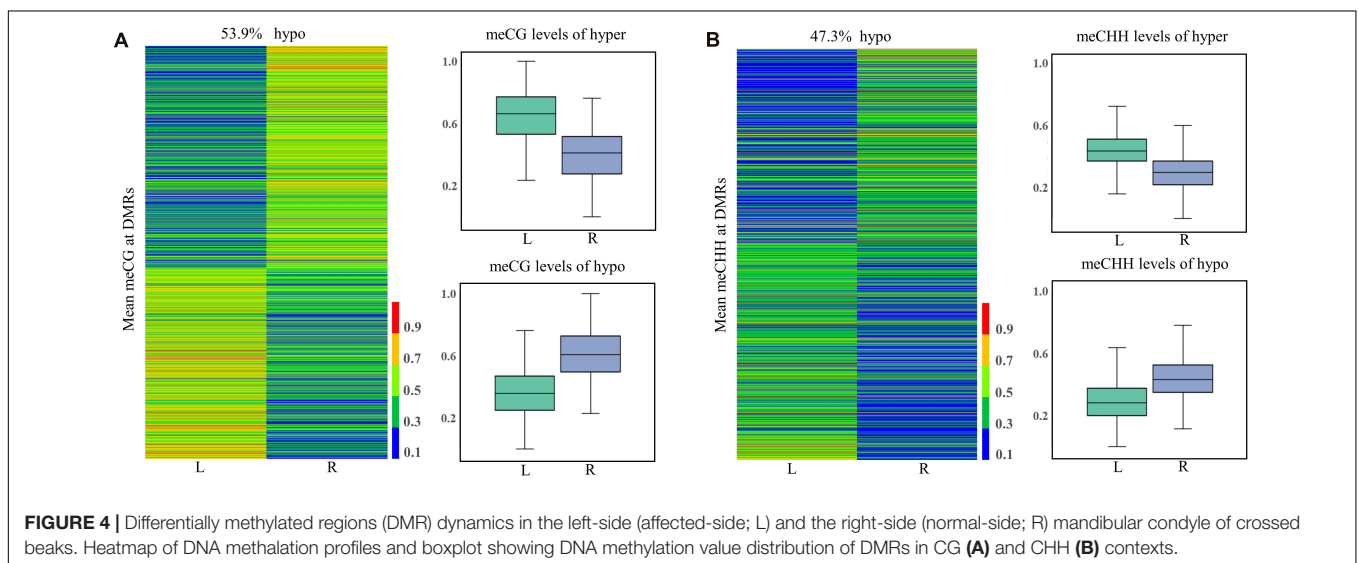 A
53.9% hypo
Mean meCG at DMRs
L
R
0.9
0.7
0.5
0.3
0.1
meCG levels of hyper
1.0
0.6
0.2
L
R
meCG levels of hypo
1.0
0.6
0.2
L
R
B
47.3% hypo
Mean meCHH at DMRs
L
R
0.9
0.7
0.5
0.3
0.1
meCHH levels of hyper
1.0
0.6
0.2
L
R
meCHH levels of hypo
1.0
0.6
0.2
L
R
FIGURE 4 | Differentially methylated regions (DMR) dynamics in the left-side (affected-side; L) and the right-side (normal-side; R) mandibular condyle of crossed
beaks. Heatmap of DNA methalation profiles and boxplot showing DNA methylation value distribution of DMRs in CG (A) and CHH (B) contexts.